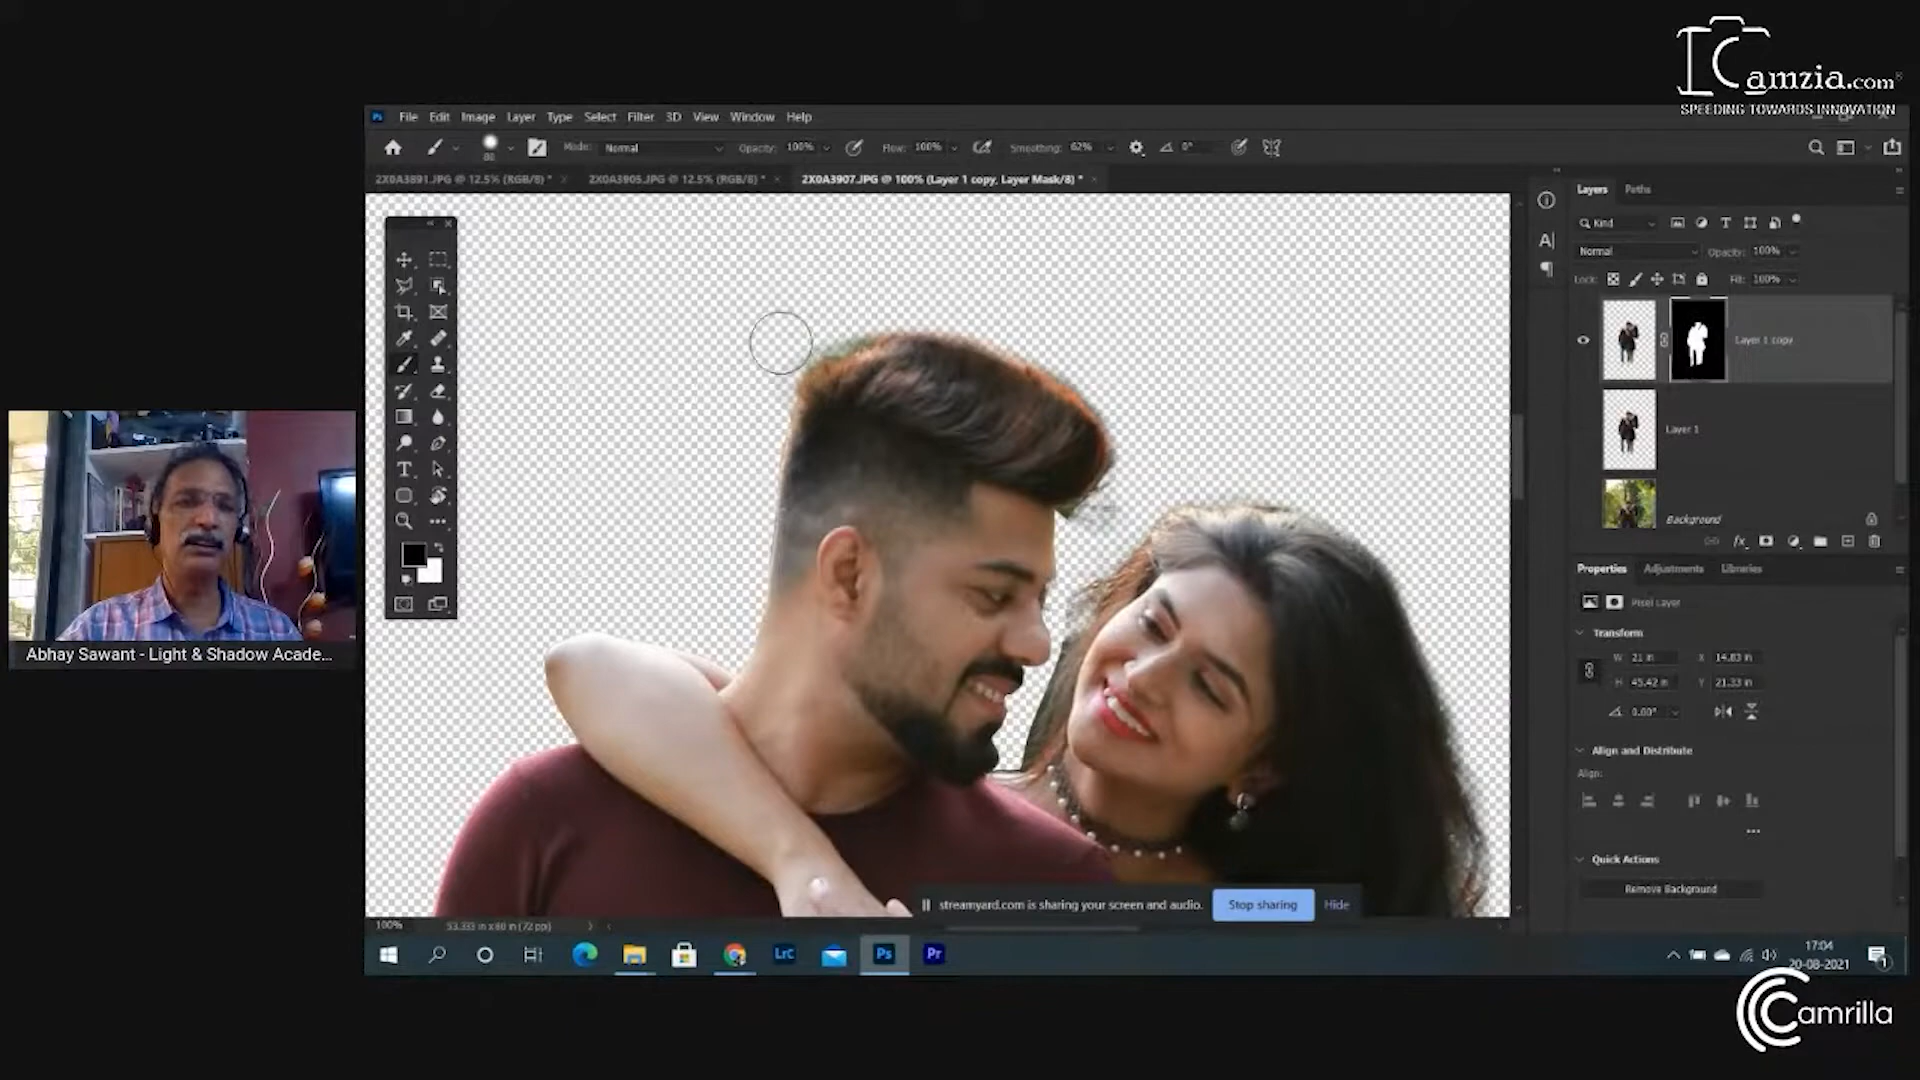 Camzia.com
SPEEDING TOWARDS INNOVATION
Ps File Edit Image Layer Type Select Filter 3D View Window Help
80 Mode: Normal Opacity: 100% Flow: 100% Smoothing: 62% 0°
2X0A3891.JPG @ 12.5% (RGB/8) * × 2X0A3905.JPG @ 12.5% (RGB/8) * × 2X0A3907.JPG @ 100% (Layer 1 copy, Layer Mask/8) * ×
Layers Paths
Kind
Normal Opacity: 100%
Lock: Fill: 100%
Layer 1 copy
Layer 1
Background
fx
Properties Adjustments Libraries
Pixel Layer
Transform
W 21 in X 14.83 in
H 45.42 in Y 21.33 in
0.00°
Align and Distribute
Align:
Quick Actions
Remove Background
Abhay Sawant - Light & Shadow Acade...
streamyard.com is sharing your screen and audio. Stop sharing Hide
100% 53.333 in x 80 in (72 ppi)
LrC Ps Pr
17:04
20-08-2021
1
Camrilla